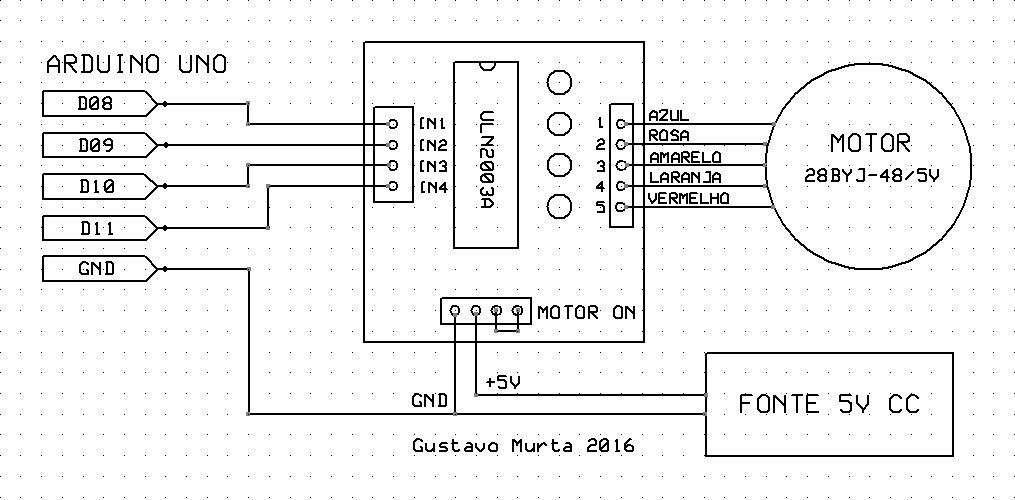 ARDUINO UNO
D08
D09
D10
D11
GND
IN1
IN2
IN3
IN4
ULN2003A
1
2
3
4
5
AZUL
ROSA
AMARELO
LARANJA
VERMELHO
MOTOR
28BYJ-48/5V
MOTOR ON
+5V
GND
FONTE 5V CC
Gustavo Murta 2016